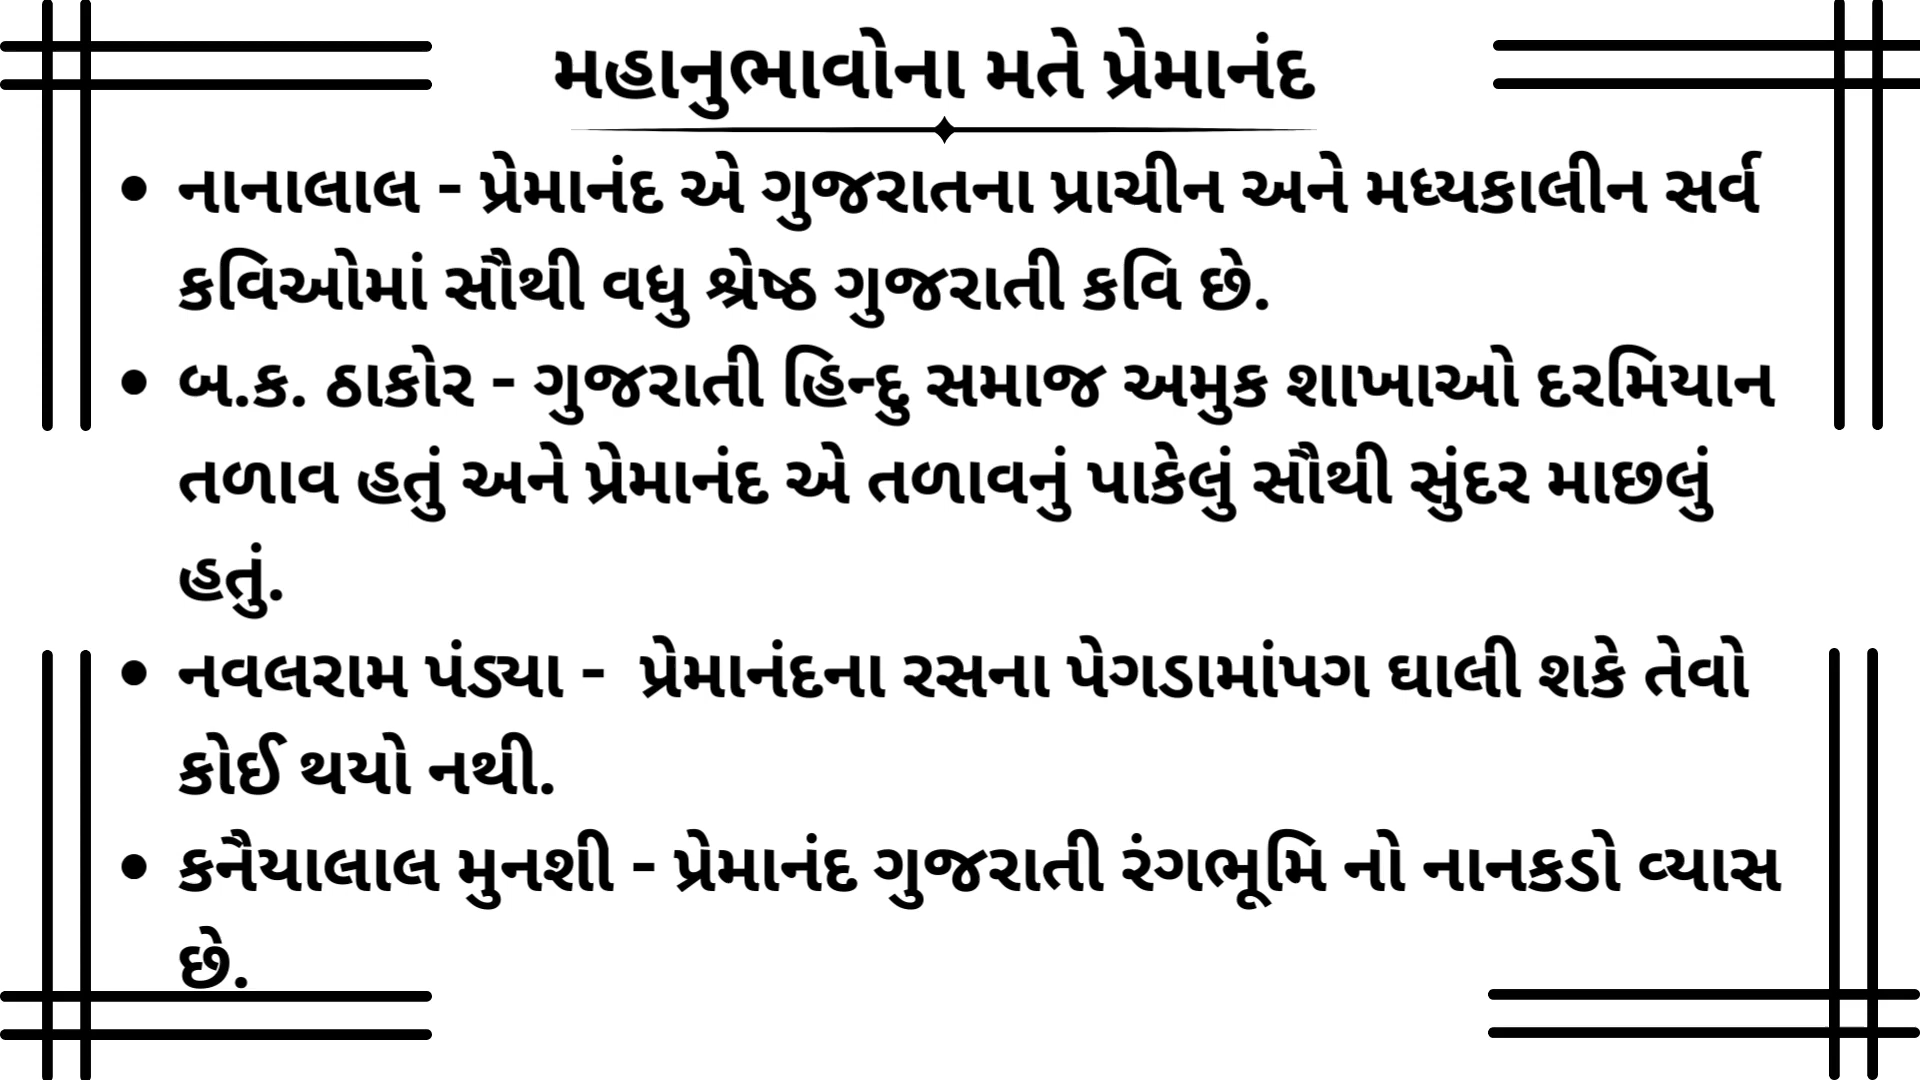 મહાનુભાવોના મતે પ્રેમાનંદ
• નાનાલાલ - પ્રેમાનંદ એ ગુજરાતના પ્રાચીન અને મધ્યકાલીન સર્વ
કવિઓમાં સૌથી વધુ શ્રેષ્ઠ ગુજરાતી કવિ છે.
• બ.ક. ઠાકોર - ગુજરાતી હિન્દુ સમાજ અમુક શાખાઓ દરમિયાન
તળાવ હતું અને પ્રેમાનંદ એ તળાવનું પાકેલું સૌથી સુંદર માછલું
હતું.
• નવલરામ પંડ્યા -  પ્રેમાનંદના રસના પેગડામાંપગ ઘાલી શકે તેવો
કોઈ થયો નથી.
• કનૈયાલાલ મુનશી - પ્રેમાનંદ ગુજરાતી રંગભૂમિ નો નાનકડો વ્યાસ
છે.